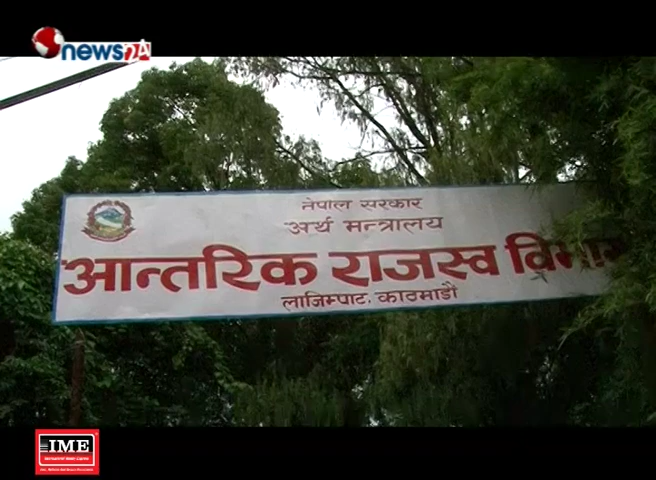 news24
नेपाल सरकार
अर्थ मन्त्रालय
आन्तरिक राजस्व विभाग
लाजिम्पाट, काठमाडौं
IME